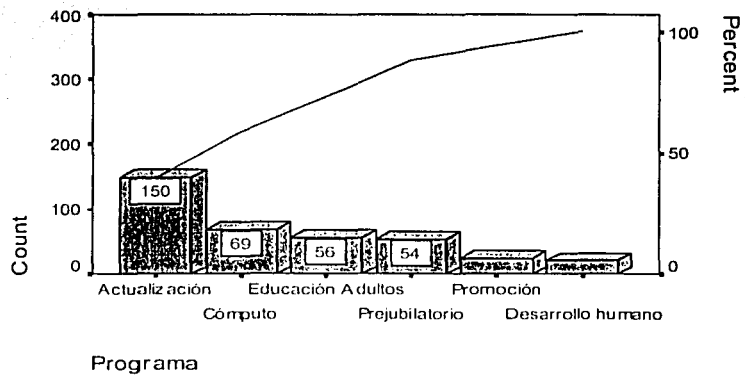 400
300
200
100
0
Count
150
69
56
54
100
50
0
Percent
Actualización
Educación Adultos
Promoción
Cómputo
Prejubilatorio
Desarrollo humano
Programa